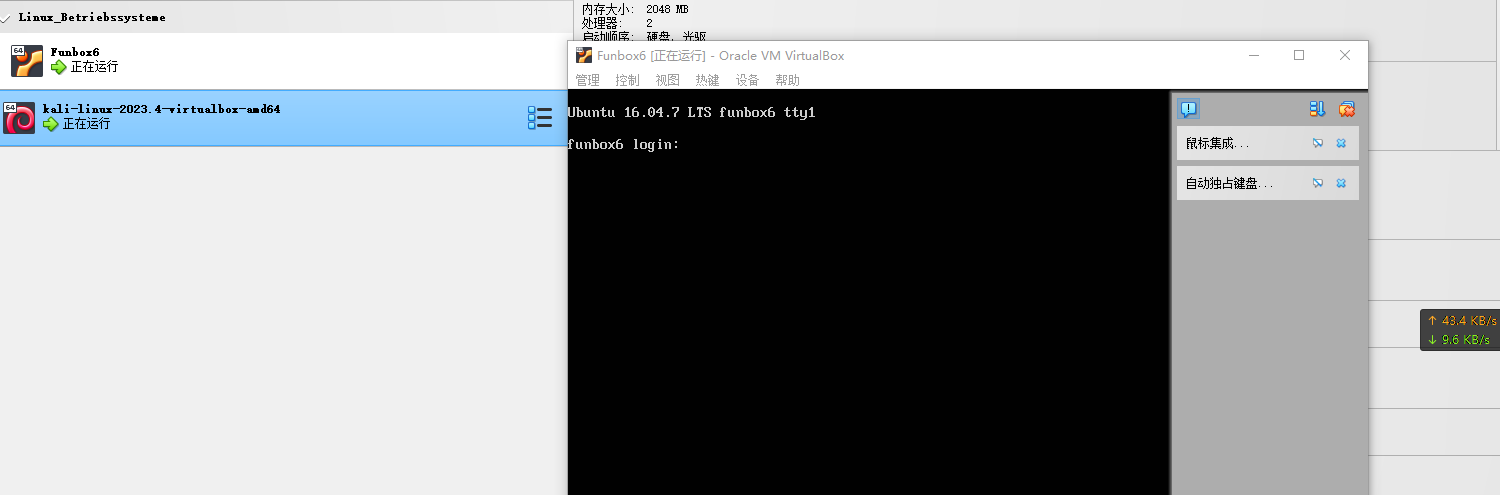 Linux_Betriebssysteme
64
Funbox6
正在运行
64
kali-linux-2023.4-virtualbox-amd64
正在运行
内存大小： 2048 MB
处理器： 2
启动顺序： 硬盘, 光驱
Funbox6 [正在运行] - Oracle VM VirtualBox
管理 控制 视图 热键 设备 帮助
Ubuntu 16.04.7 LTS funbox6 tty1
funbox6 login:
鼠标集成...
自动独占键盘...
↑ 43.4 KB/s
↓ 9.6 KB/s